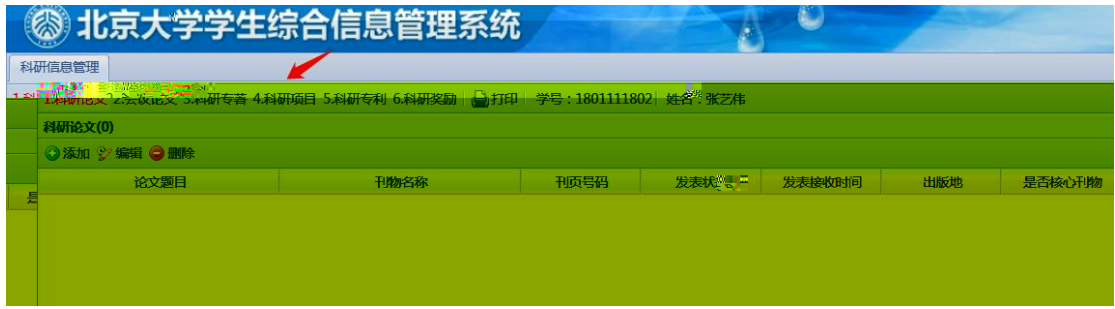 北京大学学生综合信息管理系统
科研信息管理
1.科研论文 2.会议论文 3.科研专著 4.科研项目 5.科研专利 6.科研奖励 打印 学号：1801111802 姓名：张艺伟
科研论文(0)
添加 编辑 删除
论文题目 刊物名称 刊页号码 发表状 发表接收时间 出版地 是否核心刊物
是